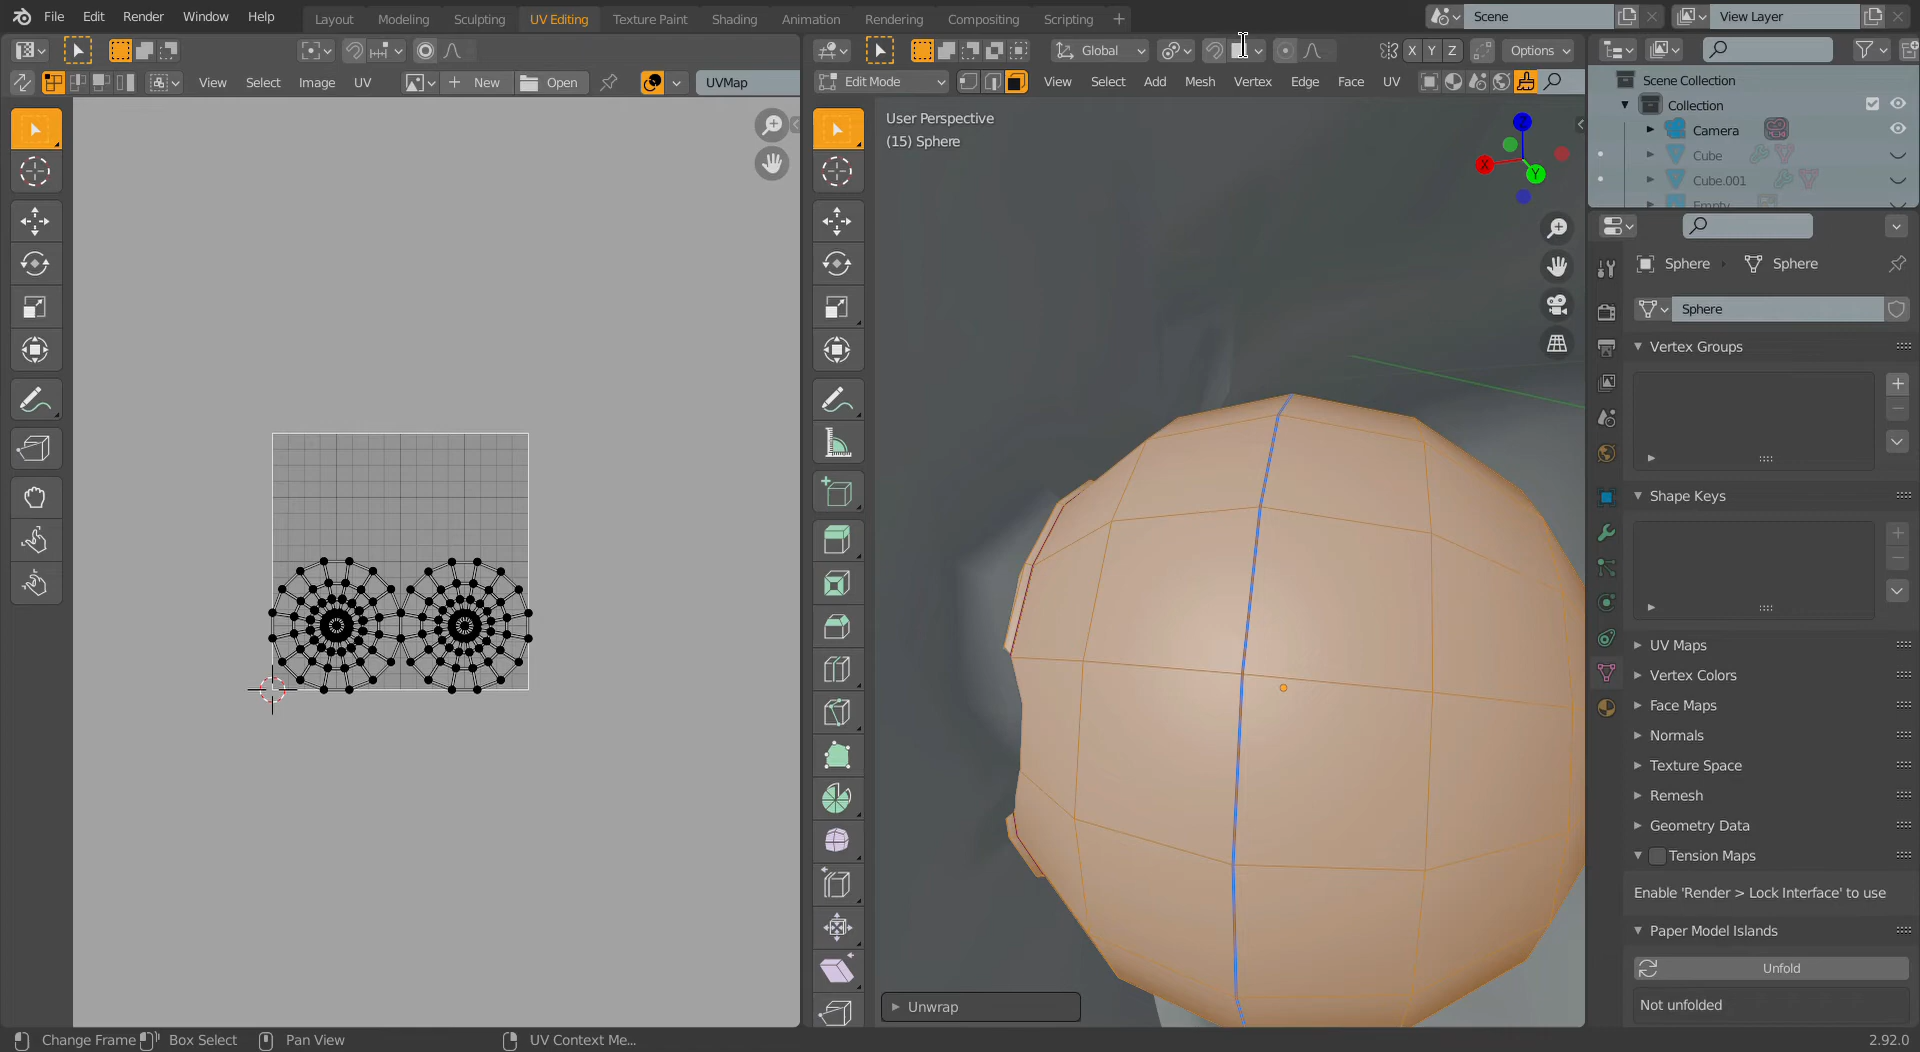 File Edit Render Window Help Layout Modeling Sculpting UV Editing Texture Paint Shading Animation Rendering Compositing Scripting Scene View Layer
Global X Y Z Options
View Select Image UV New Open UVMap Edit Mode View Select Add Mesh Vertex Edge Face UV
Scene Collection
Collection
Camera
Cube
Cube.001
Empty
User Perspective
(15) Sphere
Z
X
Y
Sphere Sphere
Sphere
Vertex Groups
Shape Keys
UV Maps
Vertex Colors
Face Maps
Normals
Texture Space
Remesh
Geometry Data
Tension Maps
Enable 'Render > Lock Interface' to use
Paper Model Islands
Unfold
Not unfolded
Unwrap
Change Frame Box Select Pan View UV Context Me... 2.92.0